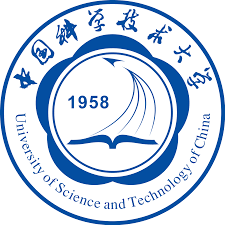 中国科学技术大学
1958
University of Science and Technology of China